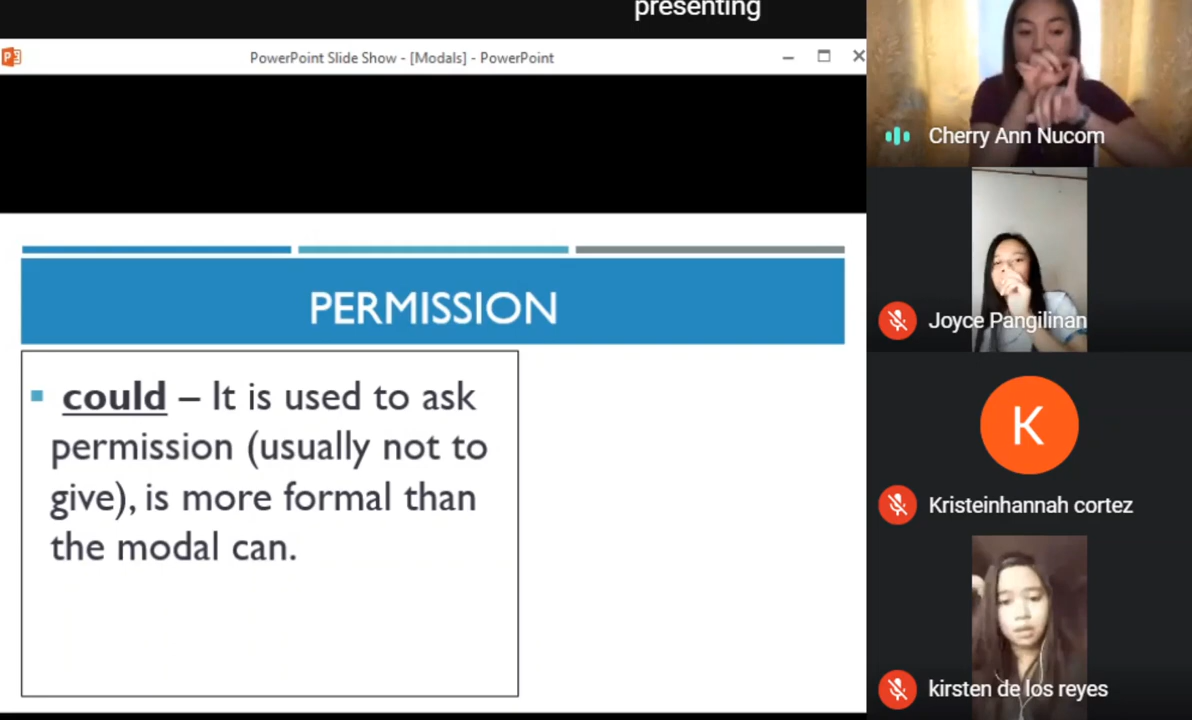 presenting
PowerPoint Slide Show - [Modals] - PowerPoint
PERMISSION
could – It is used to ask
permission (usually not to
give), is more formal than
the modal can.
Cherry Ann Nucom
Joyce Pangilinan
K
Kristeinhannah cortez
kirsten de los reyes